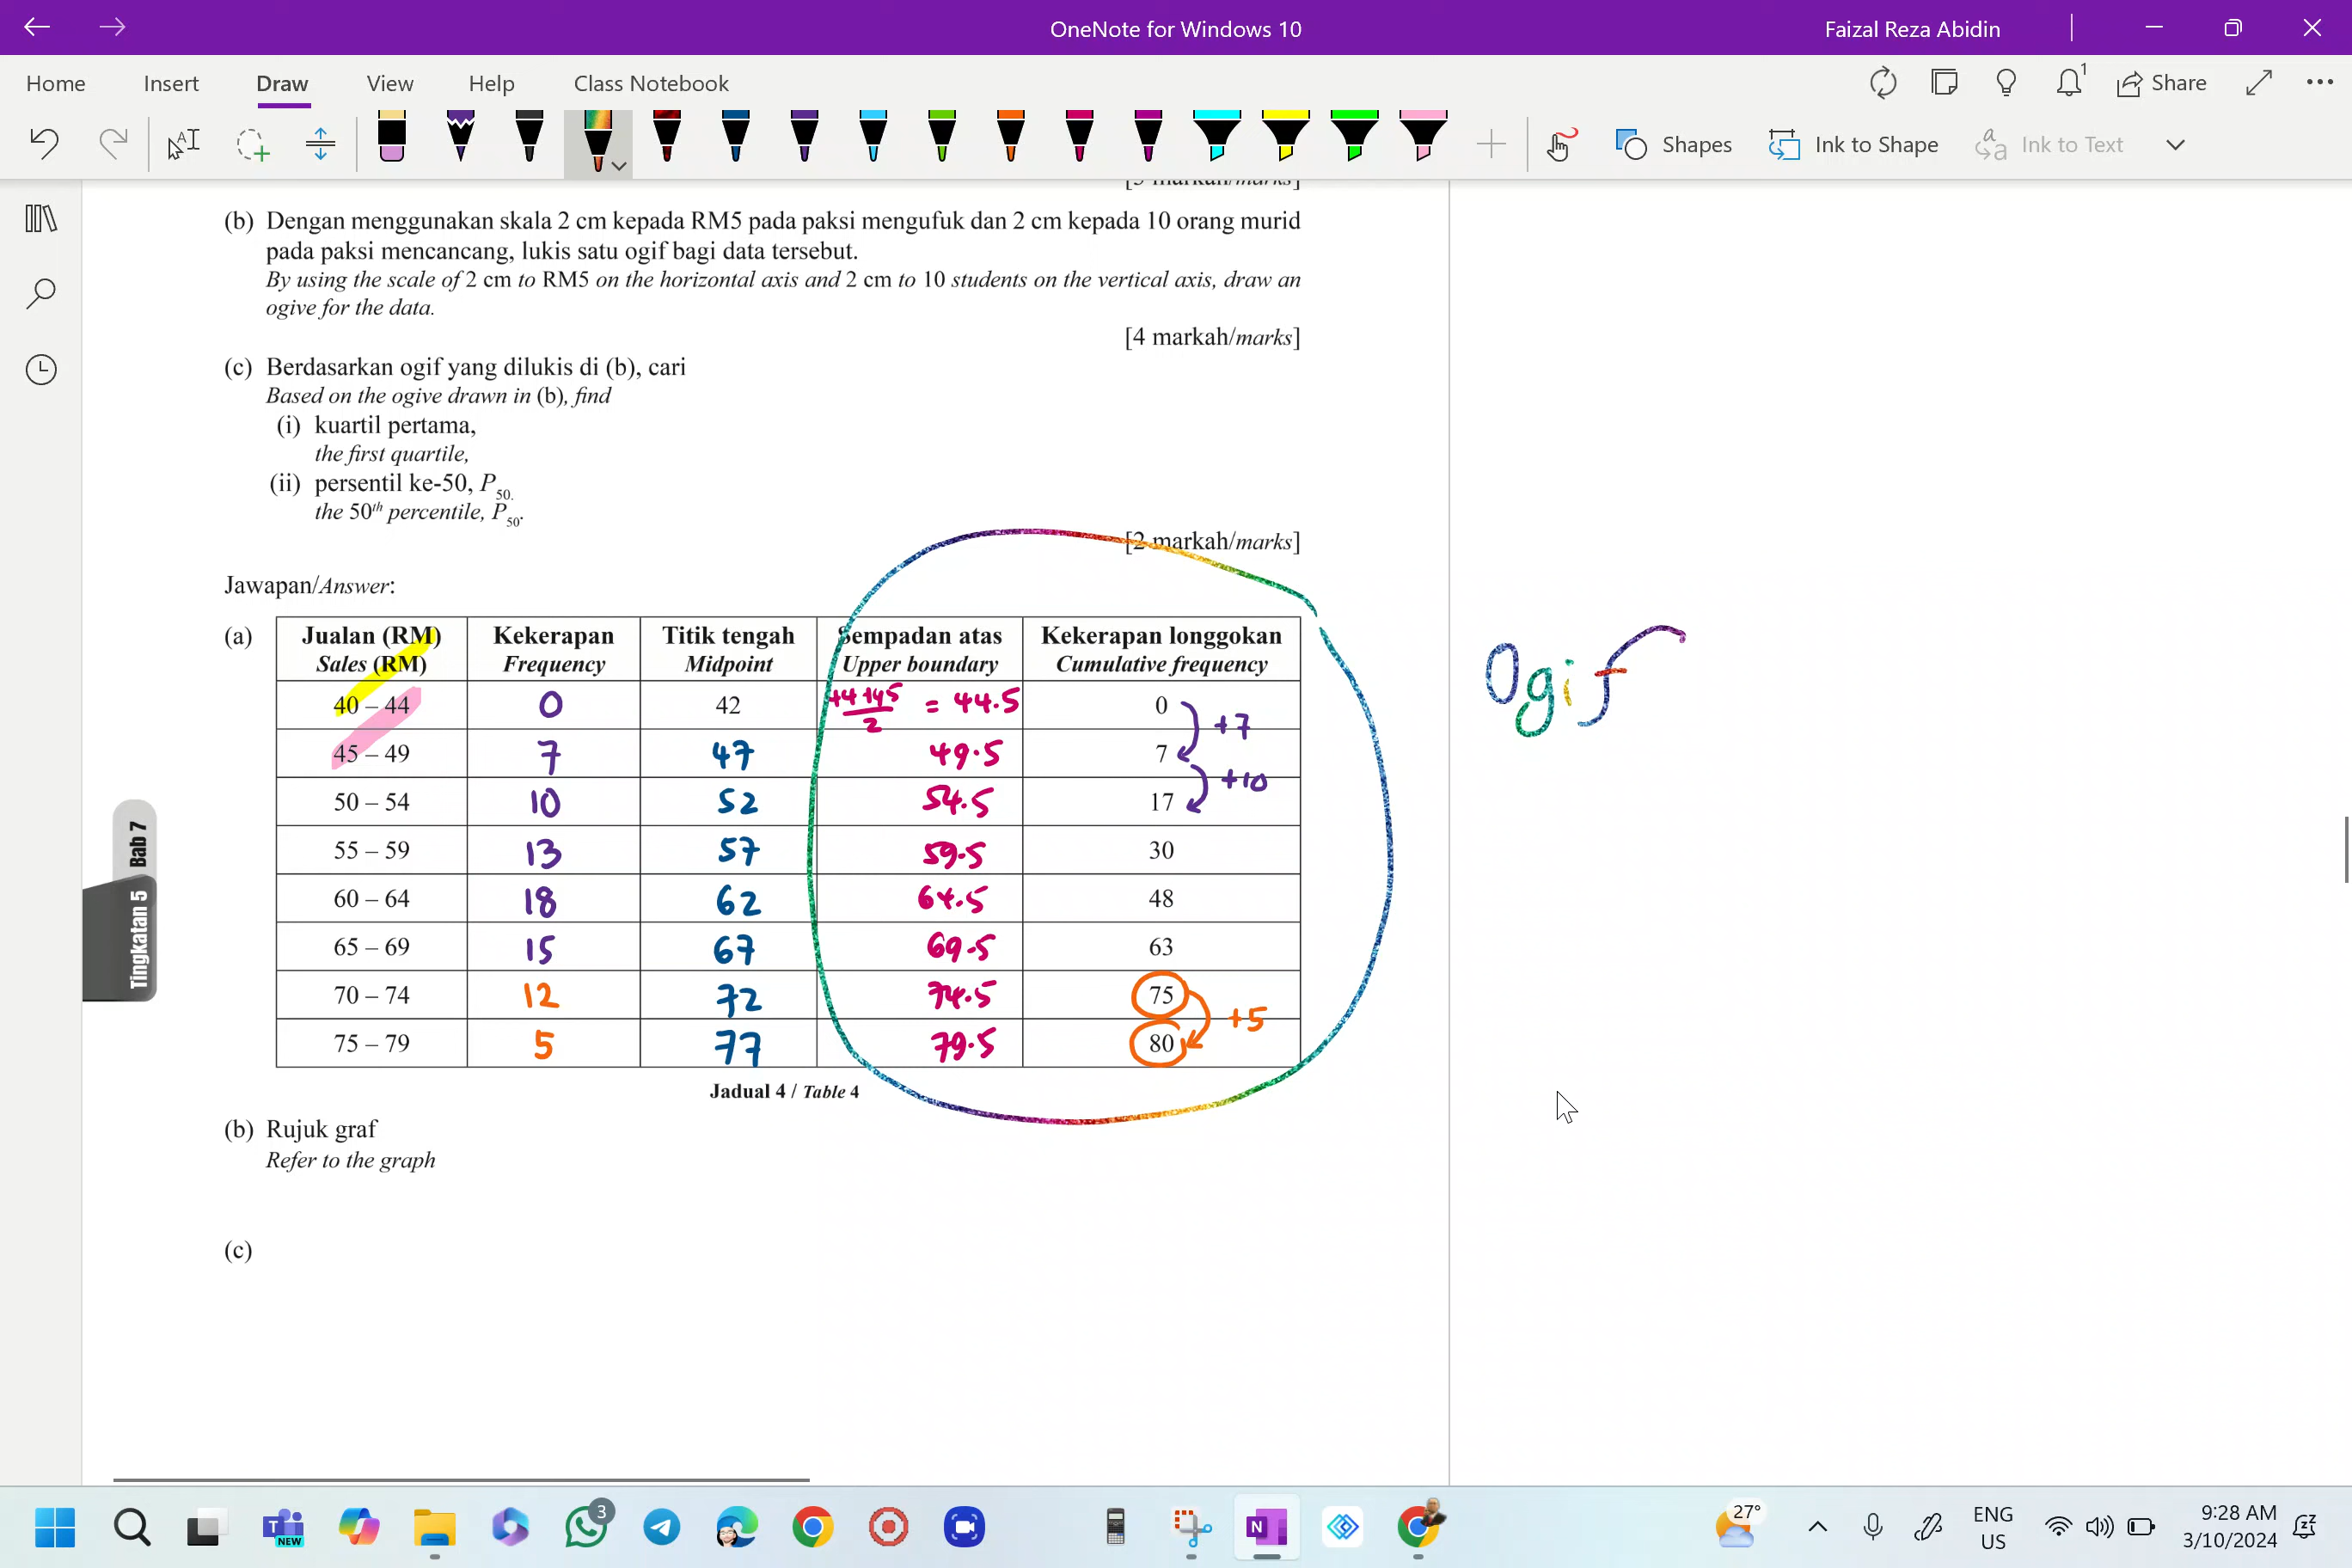 OneNote for Windows 10
Faizal Reza Abidin
Home Insert Draw View Help Class Notebook
1
Share
Shapes
Ink to Shape
Ink to Text
(b) Dengan menggunakan skala 2 cm kepada RM5 pada paksi mengufuk dan 2 cm kepada 10 orang murid
pada paksi mencancang, lukis satu ogif bagi data tersebut.
By using the scale of 2 cm to RM5 on the horizontal axis and 2 cm to 10 students on the vertical axis, draw an
ogive for the data.
[4 markah/marks]
(c) Berdasarkan ogif yang dilukis di (b), cari
Based on the ogive drawn in (b), find
(i) kuartil pertama,
the first quartile,
(ii) persentil ke-50, P50.
the 50th percentile, P50.
[2 markah/marks]
Jawapan/Answer:
(a) Jualan (RM) Kekerapan Titik tengah Sempadan atas Kekerapan longgokan
Sales (RM) Frequency Midpoint Upper boundary Cumulative frequency
40 – 44 0 42 44+45/2 = 44.5 0
+7
45 – 49 7 47 49.5 7
+10
50 – 54 10 52 54.5 17
55 – 59 13 57 59.5 30
60 – 64 18 62 64.5 48
65 – 69 15 67 69.5 63
70 – 74 12 72 74.5 75
+5
75 – 79 5 77 79.5 80
Jadual 4 / Table 4
Ogif
(b) Rujuk graf
Refer to the graph
(c)
Tingkatan 5 Bab 7
NEW
3
27°
ENG
US
9:28 AM
3/10/2024